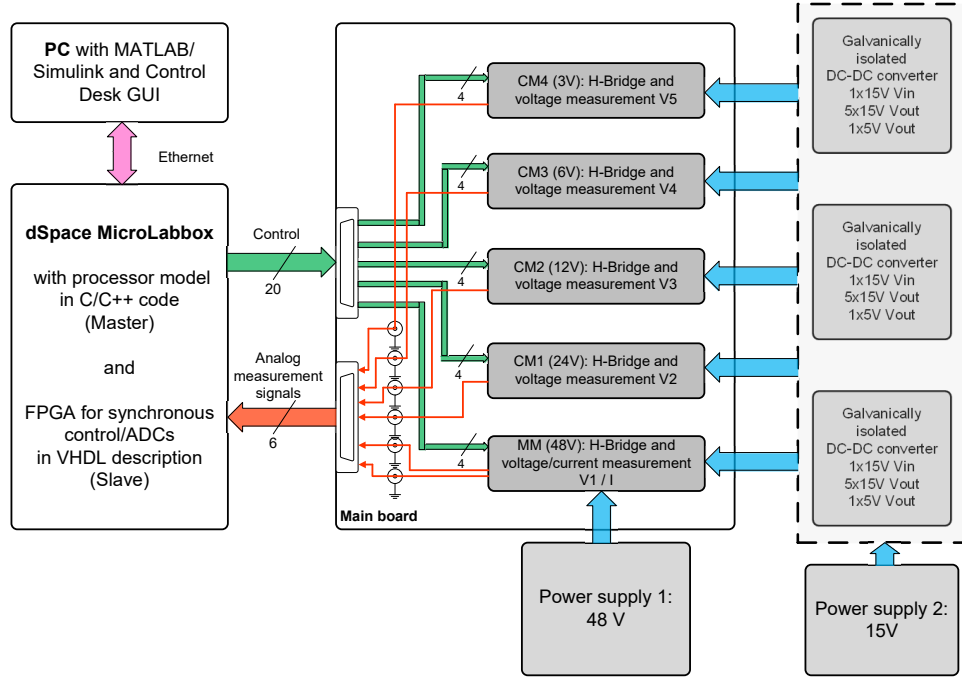 PC with MATLAB/
Simulink and Control
Desk GUI
Ethernet
dSpace MicroLabbox
with processor model
in C/C++ code
(Master)
and
FPGA for synchronous
control/ADCs
in VHDL description
(Slave)
Control
20
Analog
measurement
signals
6
CM4 (3V): H-Bridge and
voltage measurement V5
4
CM3 (6V): H-Bridge and
voltage measurement V4
4
CM2 (12V): H-Bridge and
voltage measurement V3
4
CM1 (24V): H-Bridge and
voltage measurement V2
4
MM (48V): H-Bridge and
voltage/current measurement
V1 / I
4
Main board
Power supply 1:
48 V
Galvanically
isolated
DC-DC converter
1x15V Vin
5x15V Vout
1x5V Vout
Galvanically
isolated
DC-DC converter
1x15V Vin
5x15V Vout
1x5V Vout
Galvanically
isolated
DC-DC converter
1x15V Vin
5x15V Vout
1x5V Vout
Power supply 2:
15V